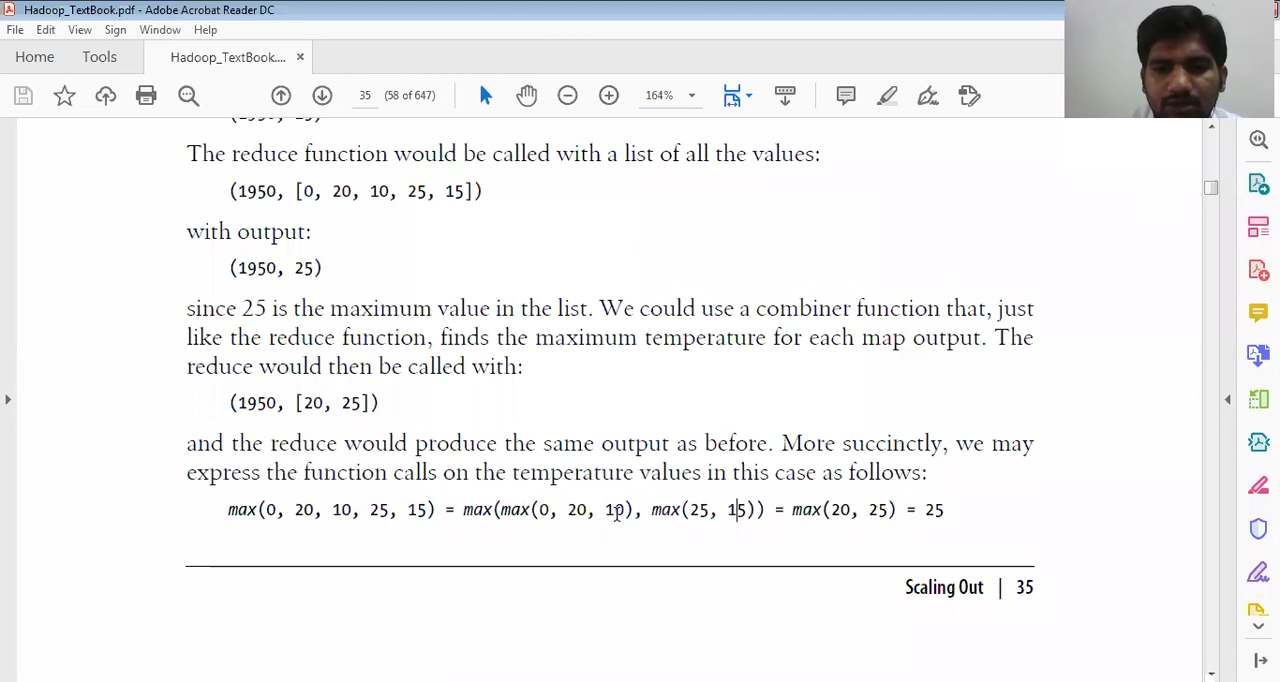 Hadoop_TextBook.pdf - Adobe Acrobat Reader DC
File Edit View Sign Window Help
Home Tools Hadoop_TextBook.... ×
35 (58 of 647) 164%
The reduce function would be called with a list of all the values:
(1950, [0, 20, 10, 25, 15])
with output:
(1950, 25)
since 25 is the maximum value in the list. We could use a combiner function that, just
like the reduce function, finds the maximum temperature for each map output. The
reduce would then be called with:
(1950, [20, 25])
and the reduce would produce the same output as before. More succinctly, we may
express the function calls on the temperature values in this case as follows:
max(0, 20, 10, 25, 15) = max(max(0, 20, 10), max(25, 15)) = max(20, 25) = 25
Scaling Out | 35